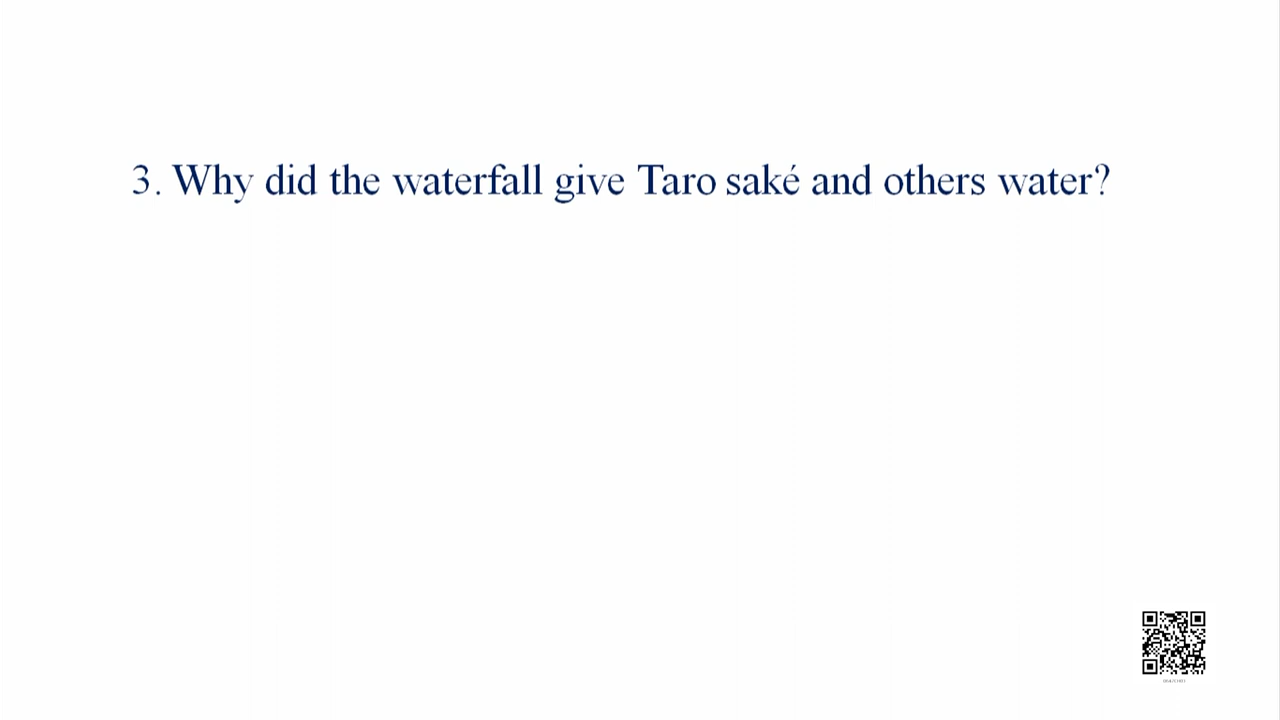 3. Why did the waterfall give Taro saké and others water?